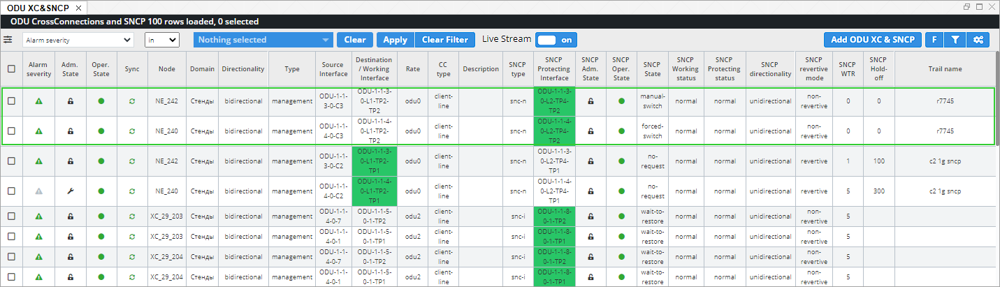 ODU XC&SNCP ×
ODU CrossConnections and SNCP 100 rows loaded, 0 selected
Alarm severity in Nothing selected Clear Apply Clear Filter Live Stream on Add ODU XC & SNCP F
Alarm severity Adm. State Oper. State Sync Node Domain Directionality Type Source Interface Destination / Working Interface Rate CC type Description SNCP type SNCP Protecting Interface SNCP Adm. State SNCP Oper. State SNCP State SNCP Working status SNCP Protecting status SNCP directionality SNCP revertive mode SNCP WTR SNCP Hold-off Trail name
NE_242 Стенды bidirectional management ODU-1-1-3-0-C3 ODU-1-1-3-0-L1-TP2-TP2 odu0 client-line snc-n ODU-1-1-3-0-L2-TP4-TP2 manual-switch normal normal unidirectional non-revertive 0 0 r7745
NE_240 Стенды bidirectional management ODU-1-1-4-0-C3 ODU-1-1-4-0-L1-TP2-TP2 odu0 client-line snc-n ODU-1-1-4-0-L2-TP4-TP2 forced-switch normal normal unidirectional non-revertive 0 0 r7745
NE_242 Стенды bidirectional management ODU-1-1-3-0-C2 ODU-1-1-3-0-L1-TP2-TP1 odu0 client-line snc-n ODU-1-1-3-0-L2-TP4-TP1 no-request normal normal unidirectional revertive 1 100 c2 1g sncp
NE_240 Стенды bidirectional management ODU-1-1-4-0-C2 ODU-1-1-4-0-L1-TP2-TP1 odu0 client-line snc-n ODU-1-1-4-0-L2-TP4-TP1 no-request normal normal unidirectional revertive 5 300 c2 1g sncp
XC_29_203 Стенды bidirectional management ODU-1-1-4-0-7 ODU-1-1-5-0-1-TP2 odu2 client-line snc-i ODU-1-1-8-0-1-TP2 wait-to-restore normal normal unidirectional non-revertive 5
XC_29_203 Стенды bidirectional management ODU-1-1-4-0-1 ODU-1-1-5-0-1-TP1 odu2 client-line snc-i ODU-1-1-8-0-1-TP1 wait-to-restore normal normal unidirectional non-revertive 5
XC_29_204 Стенды bidirectional management ODU-1-1-4-0-7 ODU-1-1-5-0-1-TP2 odu2 client-line snc-i ODU-1-1-8-0-1-TP2 wait-to-restore normal normal unidirectional non-revertive 5
XC_29_204 Стенды bidirectional management ODU-1-1-4-0-1 ODU-1-1-5-0-1-TP1 odu2 client-line snc-i ODU-1-1-8-0-1-TP1 wait-to-restore normal normal unidirectional non-revertive 5